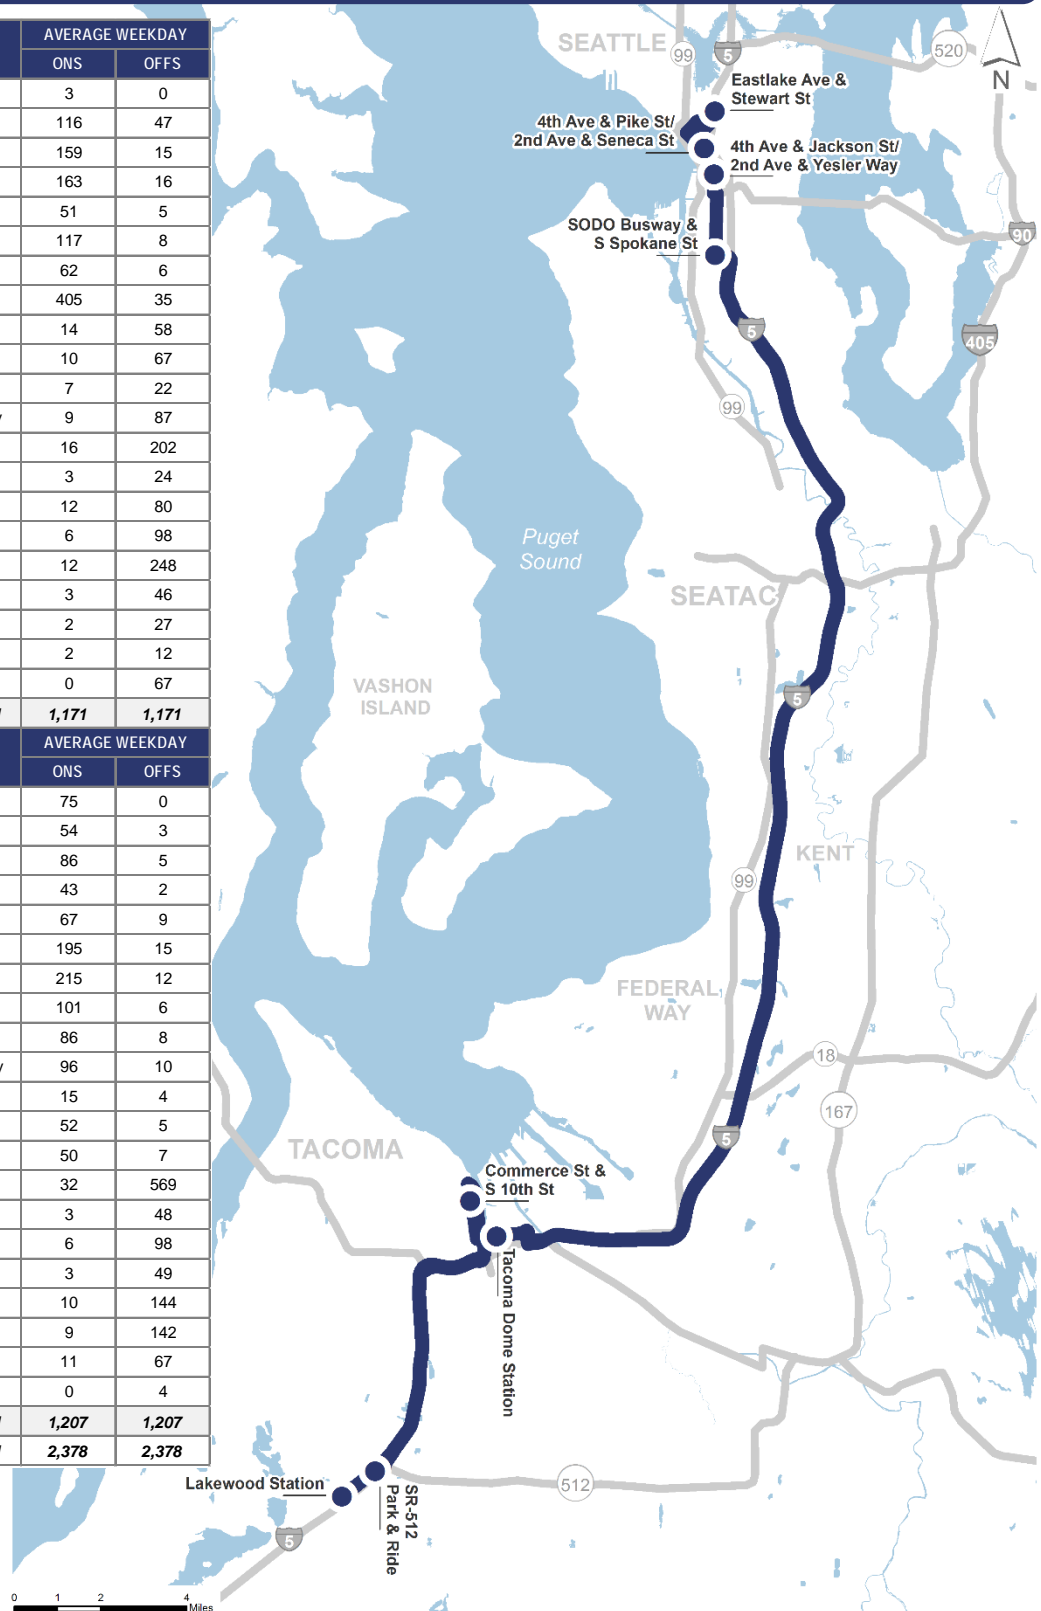 AVERAGE WEEKDAY
ONS OFFS
3 0
116 47
159 15
163 16
51 5
117 8
62 6
405 35
14 58
10 67
7 22
9 87
16 202
3 24
12 80
6 98
12 248
3 46
2 27
2 12
0 67
1,171 1,171
AVERAGE WEEKDAY
ONS OFFS
75 0
54 3
86 5
43 2
67 9
195 15
215 12
101 6
86 8
96 10
15 4
52 5
50 7
32 569
3 48
6 98
3 49
10 144
9 142
11 67
0 4
1,207 1,207
2,378 2,378
SEATTLE
99
5
520
N
Eastlake Ave &
Stewart St
4th Ave & Pike St/
2nd Ave & Seneca St
4th Ave & Jackson St/
2nd Ave & Yesler Way
SODO Busway &
S Spokane St
90
5
405
99
Puget
Sound
SEATAC
VASHON
ISLAND
5
KENT
99
FEDERAL
WAY
18
167
5
TACOMA
Commerce St &
S 10th St
Tacoma Dome Station
Lakewood Station
SR-512
Park & Ride
512
5
0 1 2 4
Miles